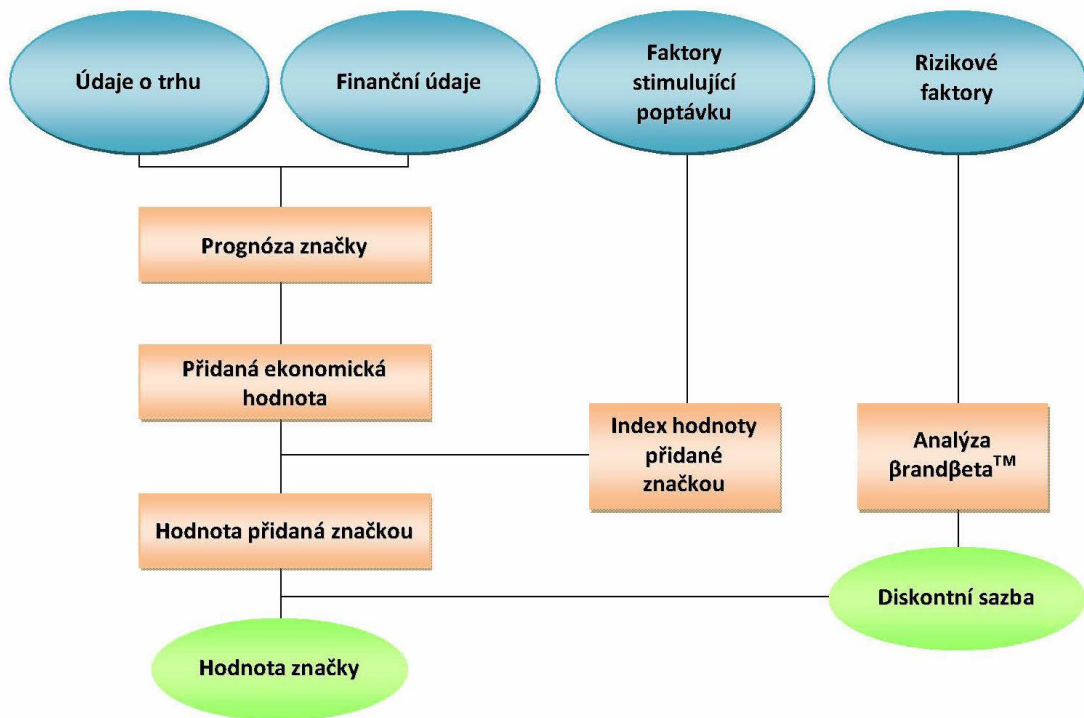 Údaje o trhu
Finanční údaje
Faktory
stimulující
poptávku
Rizikové
faktory
Prognóza značky
Přidaná ekonomická
hodnota
Index hodnoty
přidané
značkou
Analýza
βrandβeta™
Hodnota přidaná značkou
Diskontní sazba
Hodnota značky